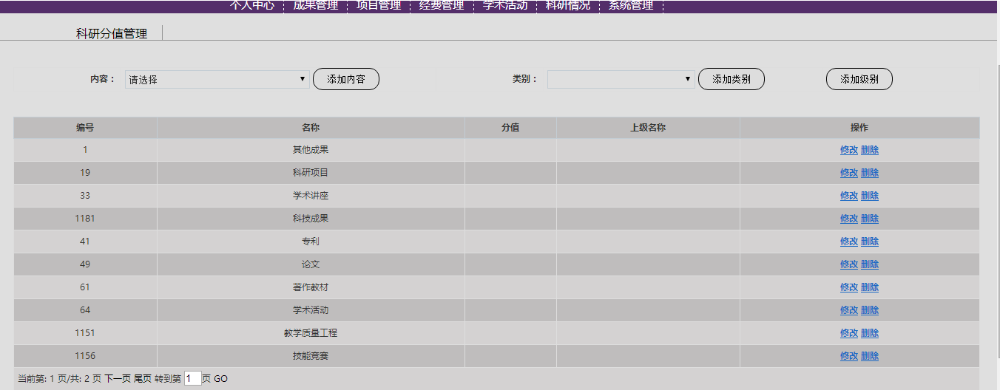 个人中心 成果管理 项目管理 经费管理 学术活动 科研情况 系统管理
科研分值管理
内容： 请选择 添加内容 类别： 添加类别 添加级别
编号 名称 分值 上级名称 操作
1 其他成果 修改 删除
19 科研项目 修改 删除
33 学术讲座 修改 删除
1181 科技成果 修改 删除
41 专利 修改 删除
49 论文 修改 删除
61 著作教材 修改 删除
64 学术活动 修改 删除
1151 教学质量工程 修改 删除
1156 技能竞赛 修改 删除
当前第: 1 页/共: 2 页 下一页 尾页 转到第 1 页 GO